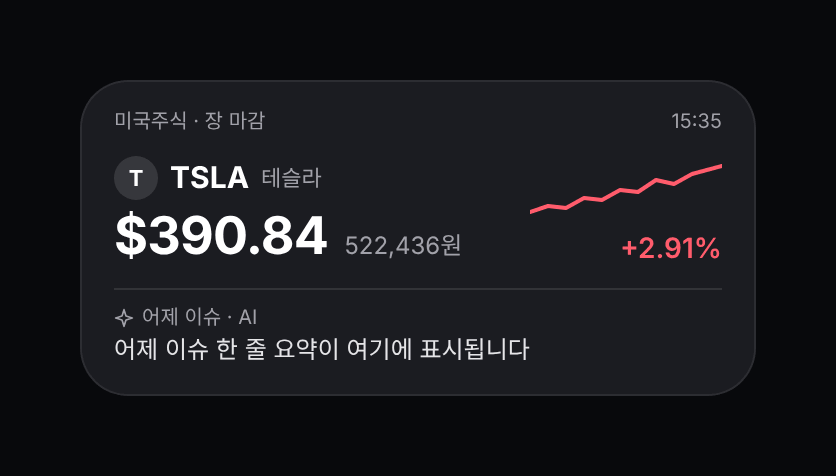 미국주식 · 장 마감 15:35
T TSLA 테슬라
$390.84 522,436원
+2.91%
어제 이슈 · AI
어제 이슈 한 줄 요약이 여기에 표시됩니다